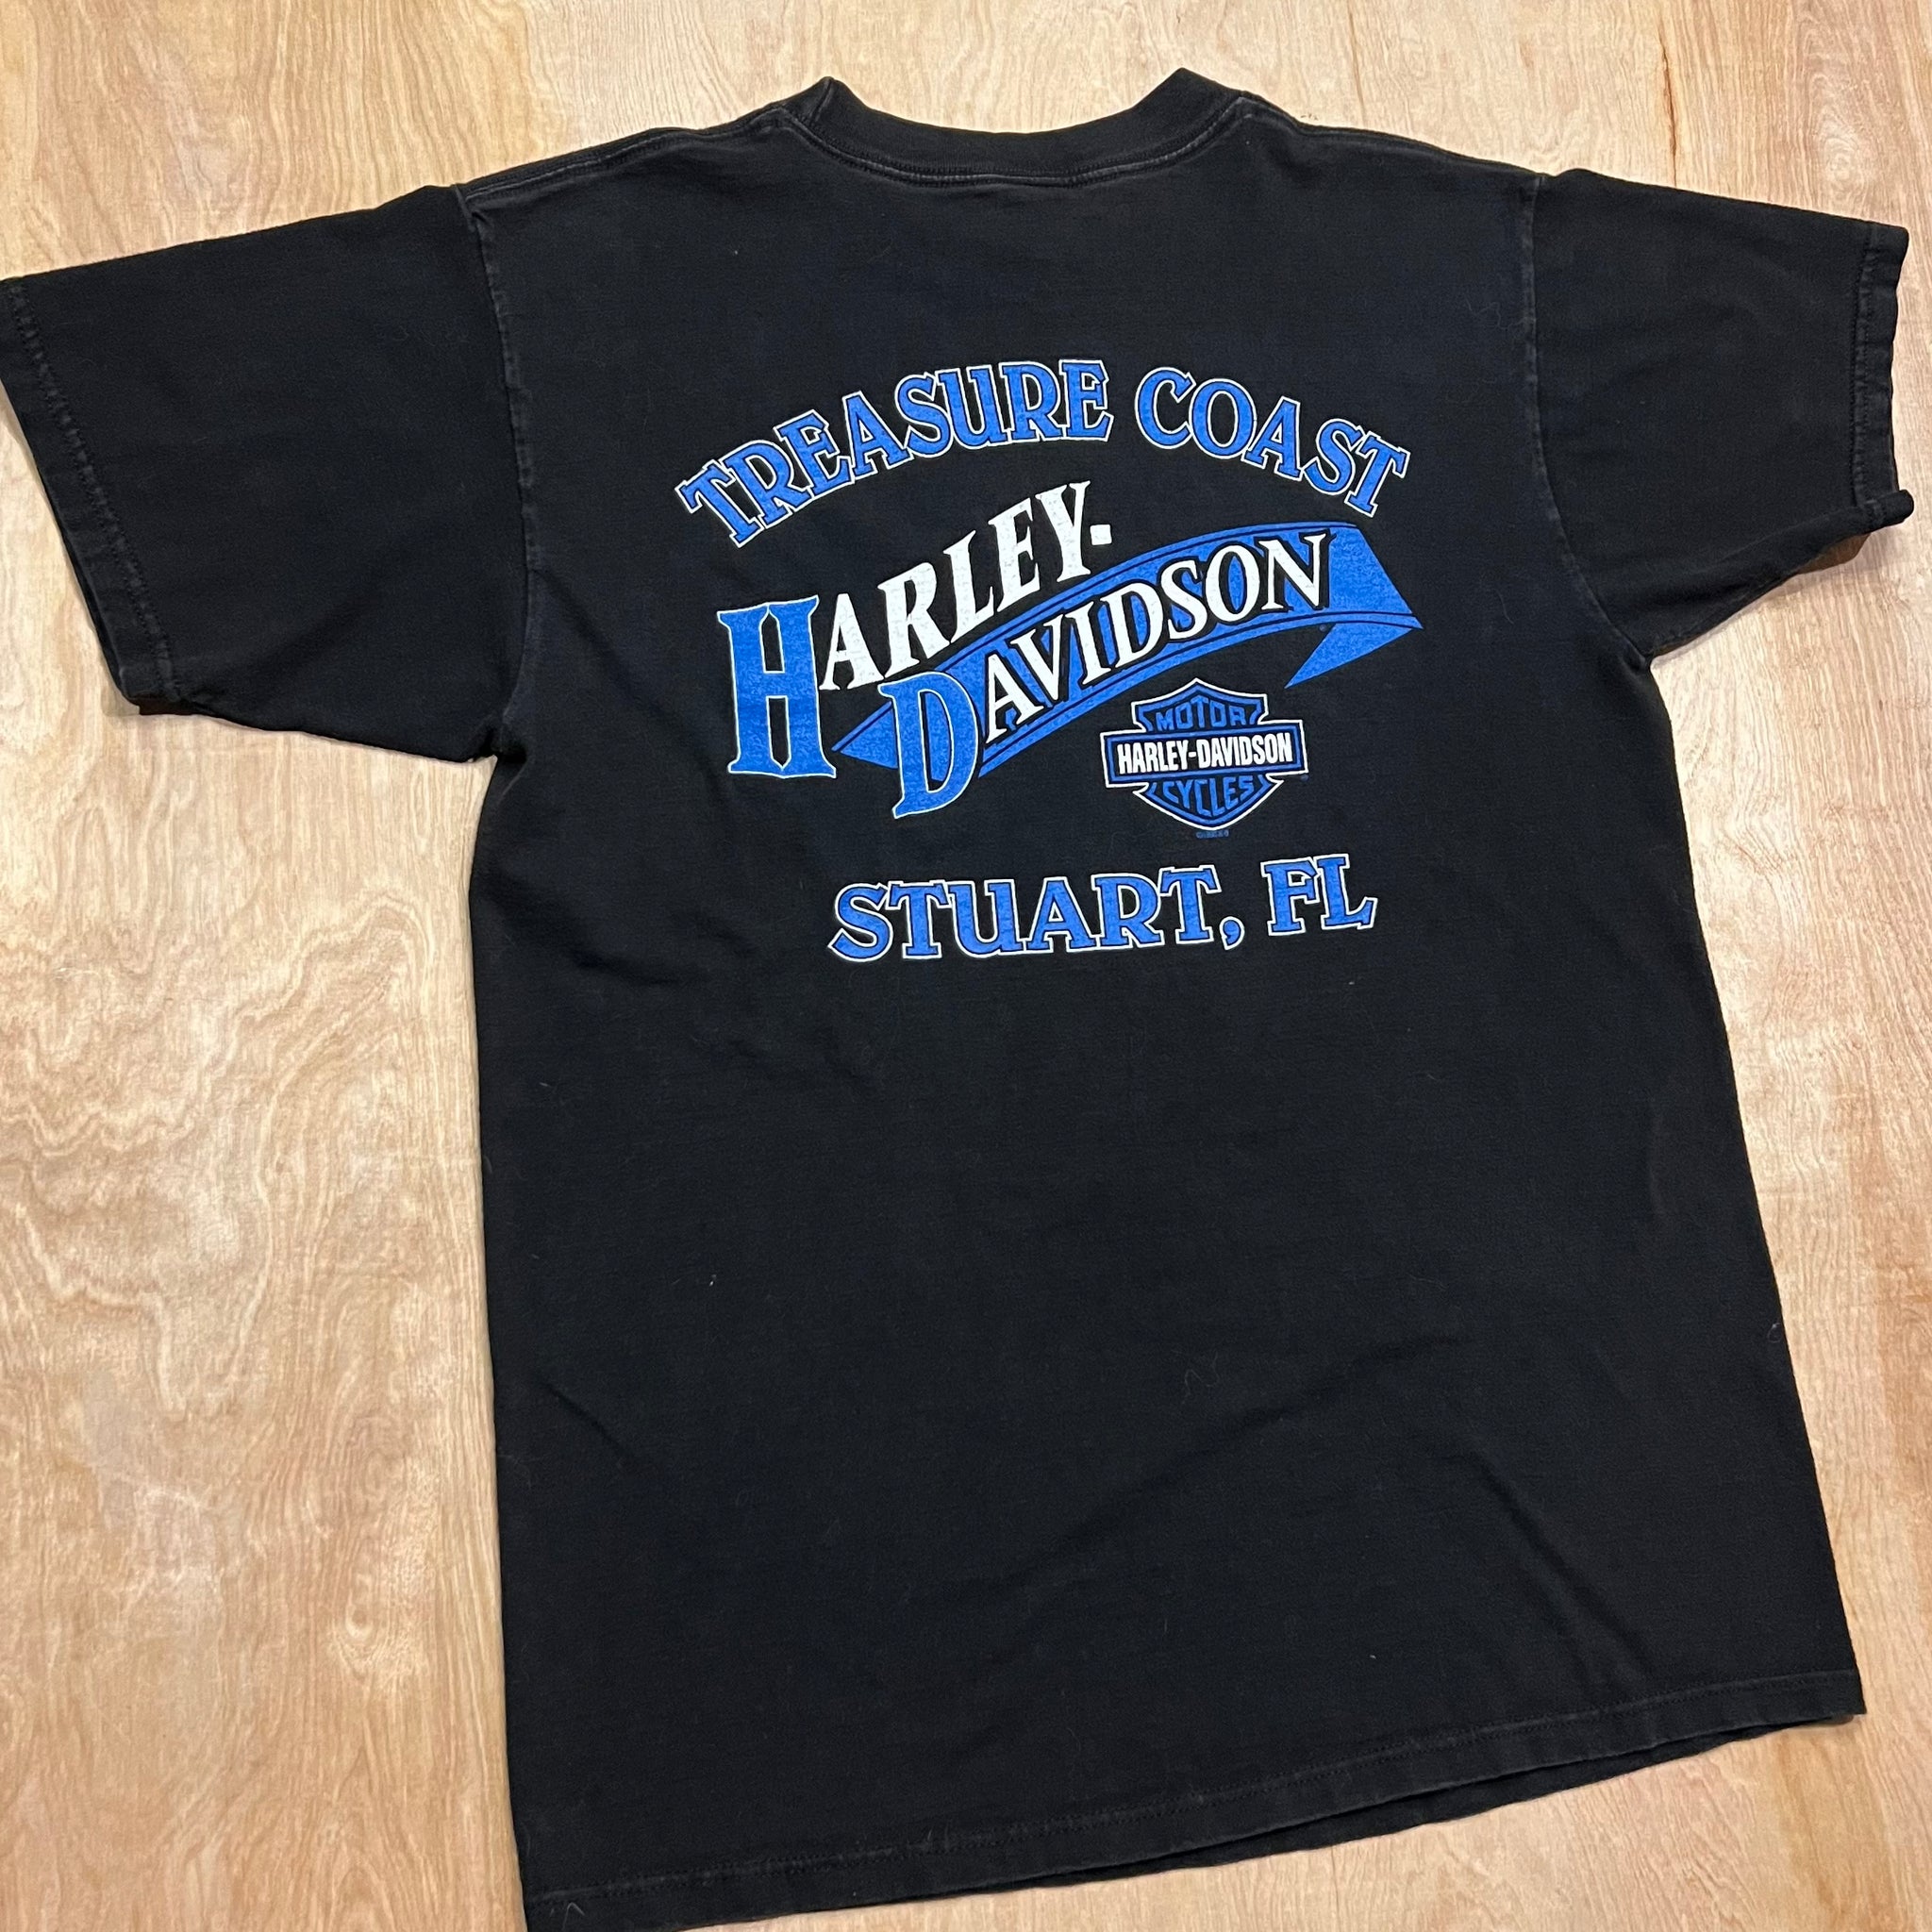 TREASURE COAST
HARLEY-
DAVIDSON
MOTOR
HARLEY-DAVIDSON
CYCLES
STUART, FL